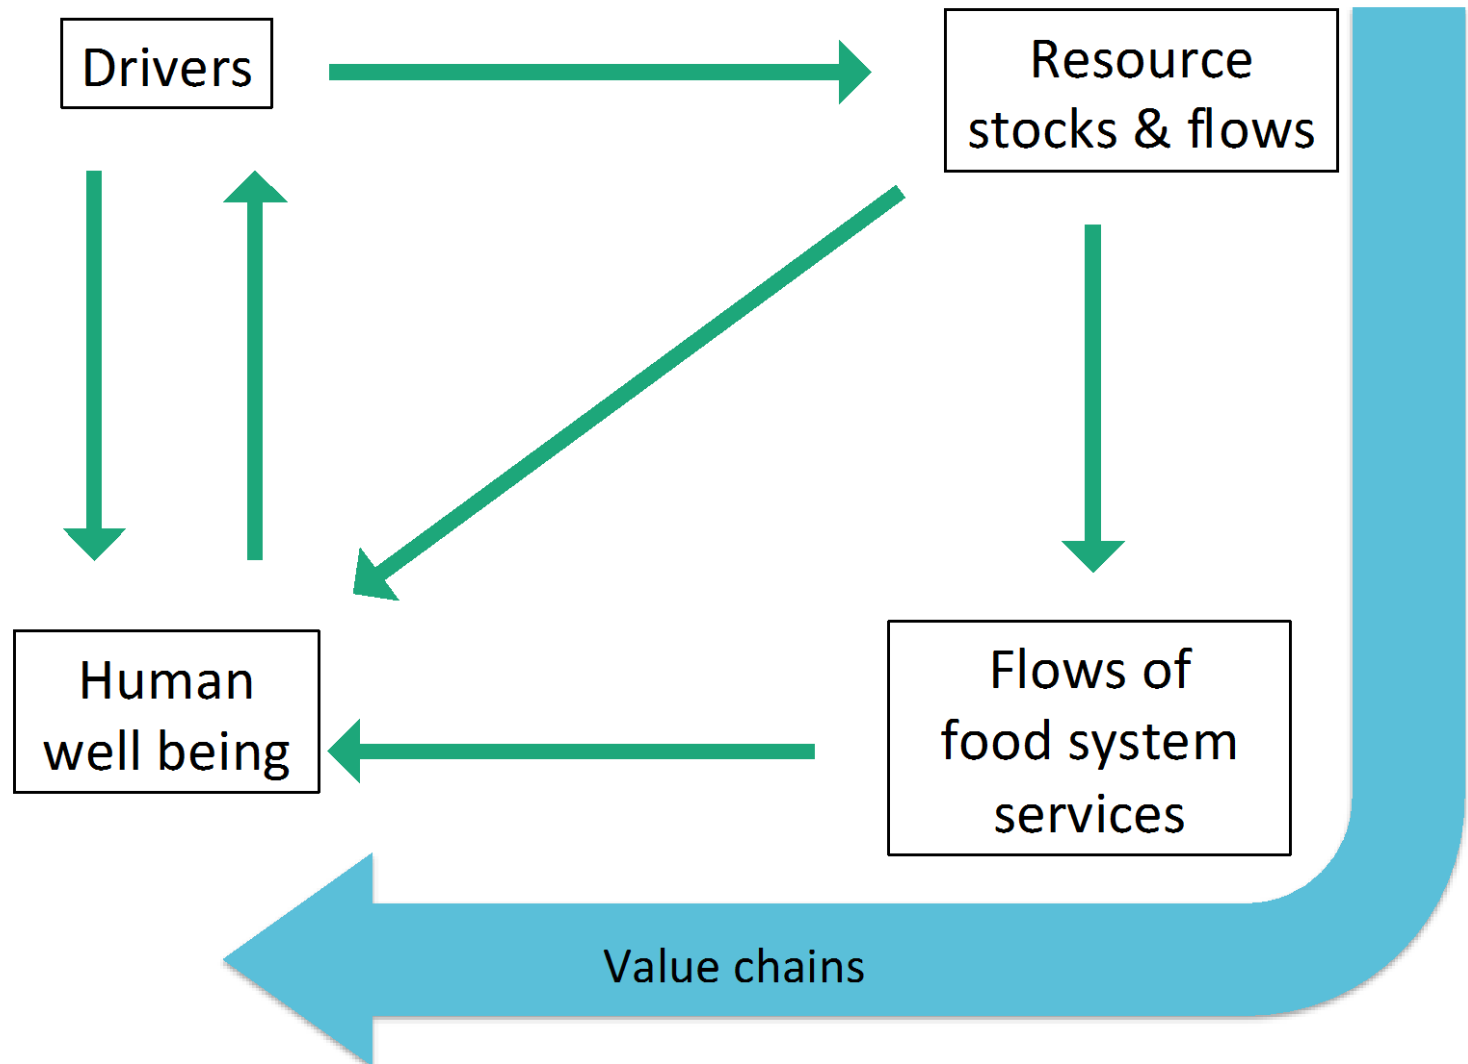 Drivers
Resource
stocks & flows
Human
well being
Flows of
food system
services
Value chains